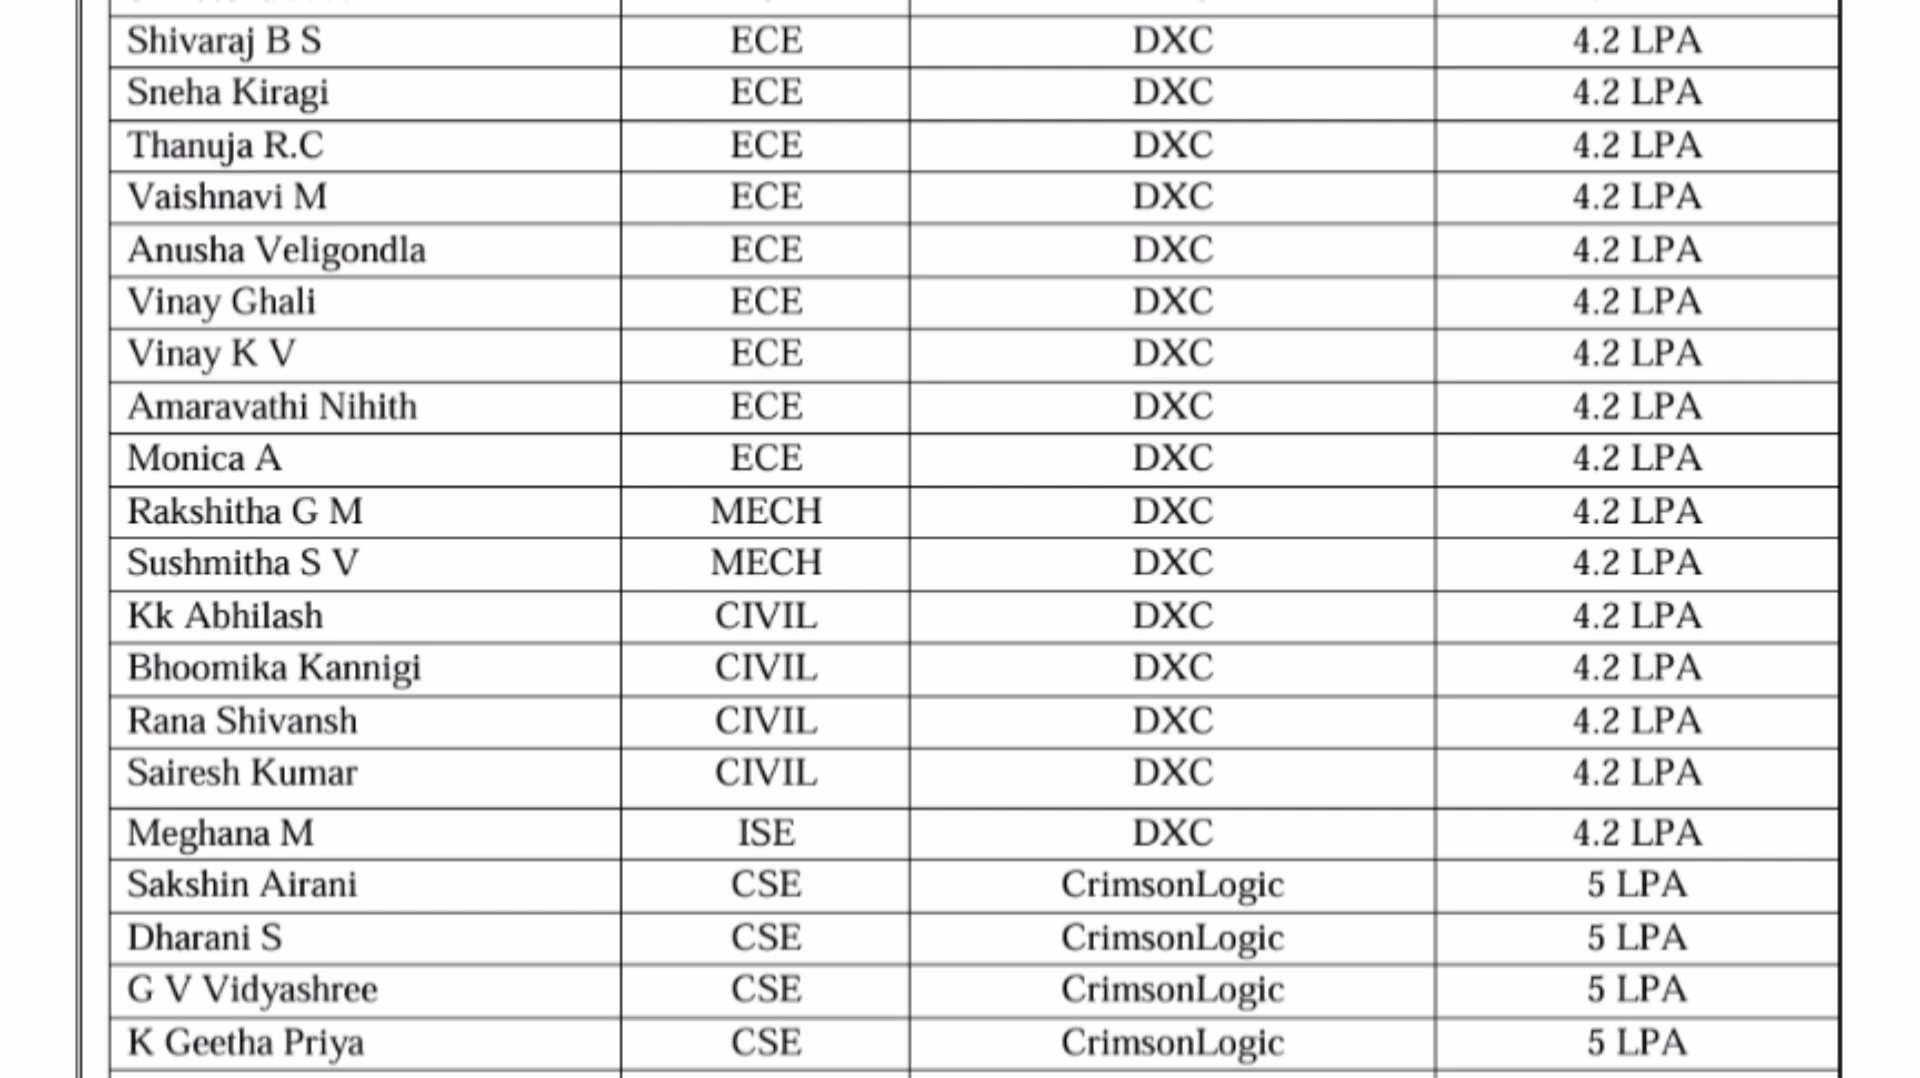 Shivaraj B S ECE DXC 4.2 LPA
Sneha Kiragi ECE DXC 4.2 LPA
Thanuja R.C ECE DXC 4.2 LPA
Vaishnavi M ECE DXC 4.2 LPA
Anusha Veligondla ECE DXC 4.2 LPA
Vinay Ghali ECE DXC 4.2 LPA
Vinay K V ECE DXC 4.2 LPA
Amaravathi Nihith ECE DXC 4.2 LPA
Monica A ECE DXC 4.2 LPA
Rakshitha G M MECH DXC 4.2 LPA
Sushmitha S V MECH DXC 4.2 LPA
Kk Abhilash CIVIL DXC 4.2 LPA
Bhoomika Kannigi CIVIL DXC 4.2 LPA
Rana Shivansh CIVIL DXC 4.2 LPA
Sairesh Kumar CIVIL DXC 4.2 LPA
Meghana M ISE DXC 4.2 LPA
Sakshin Airani CSE CrimsonLogic 5 LPA
Dharani S CSE CrimsonLogic 5 LPA
G V Vidyashree CSE CrimsonLogic 5 LPA
K Geetha Priya CSE CrimsonLogic 5 LPA